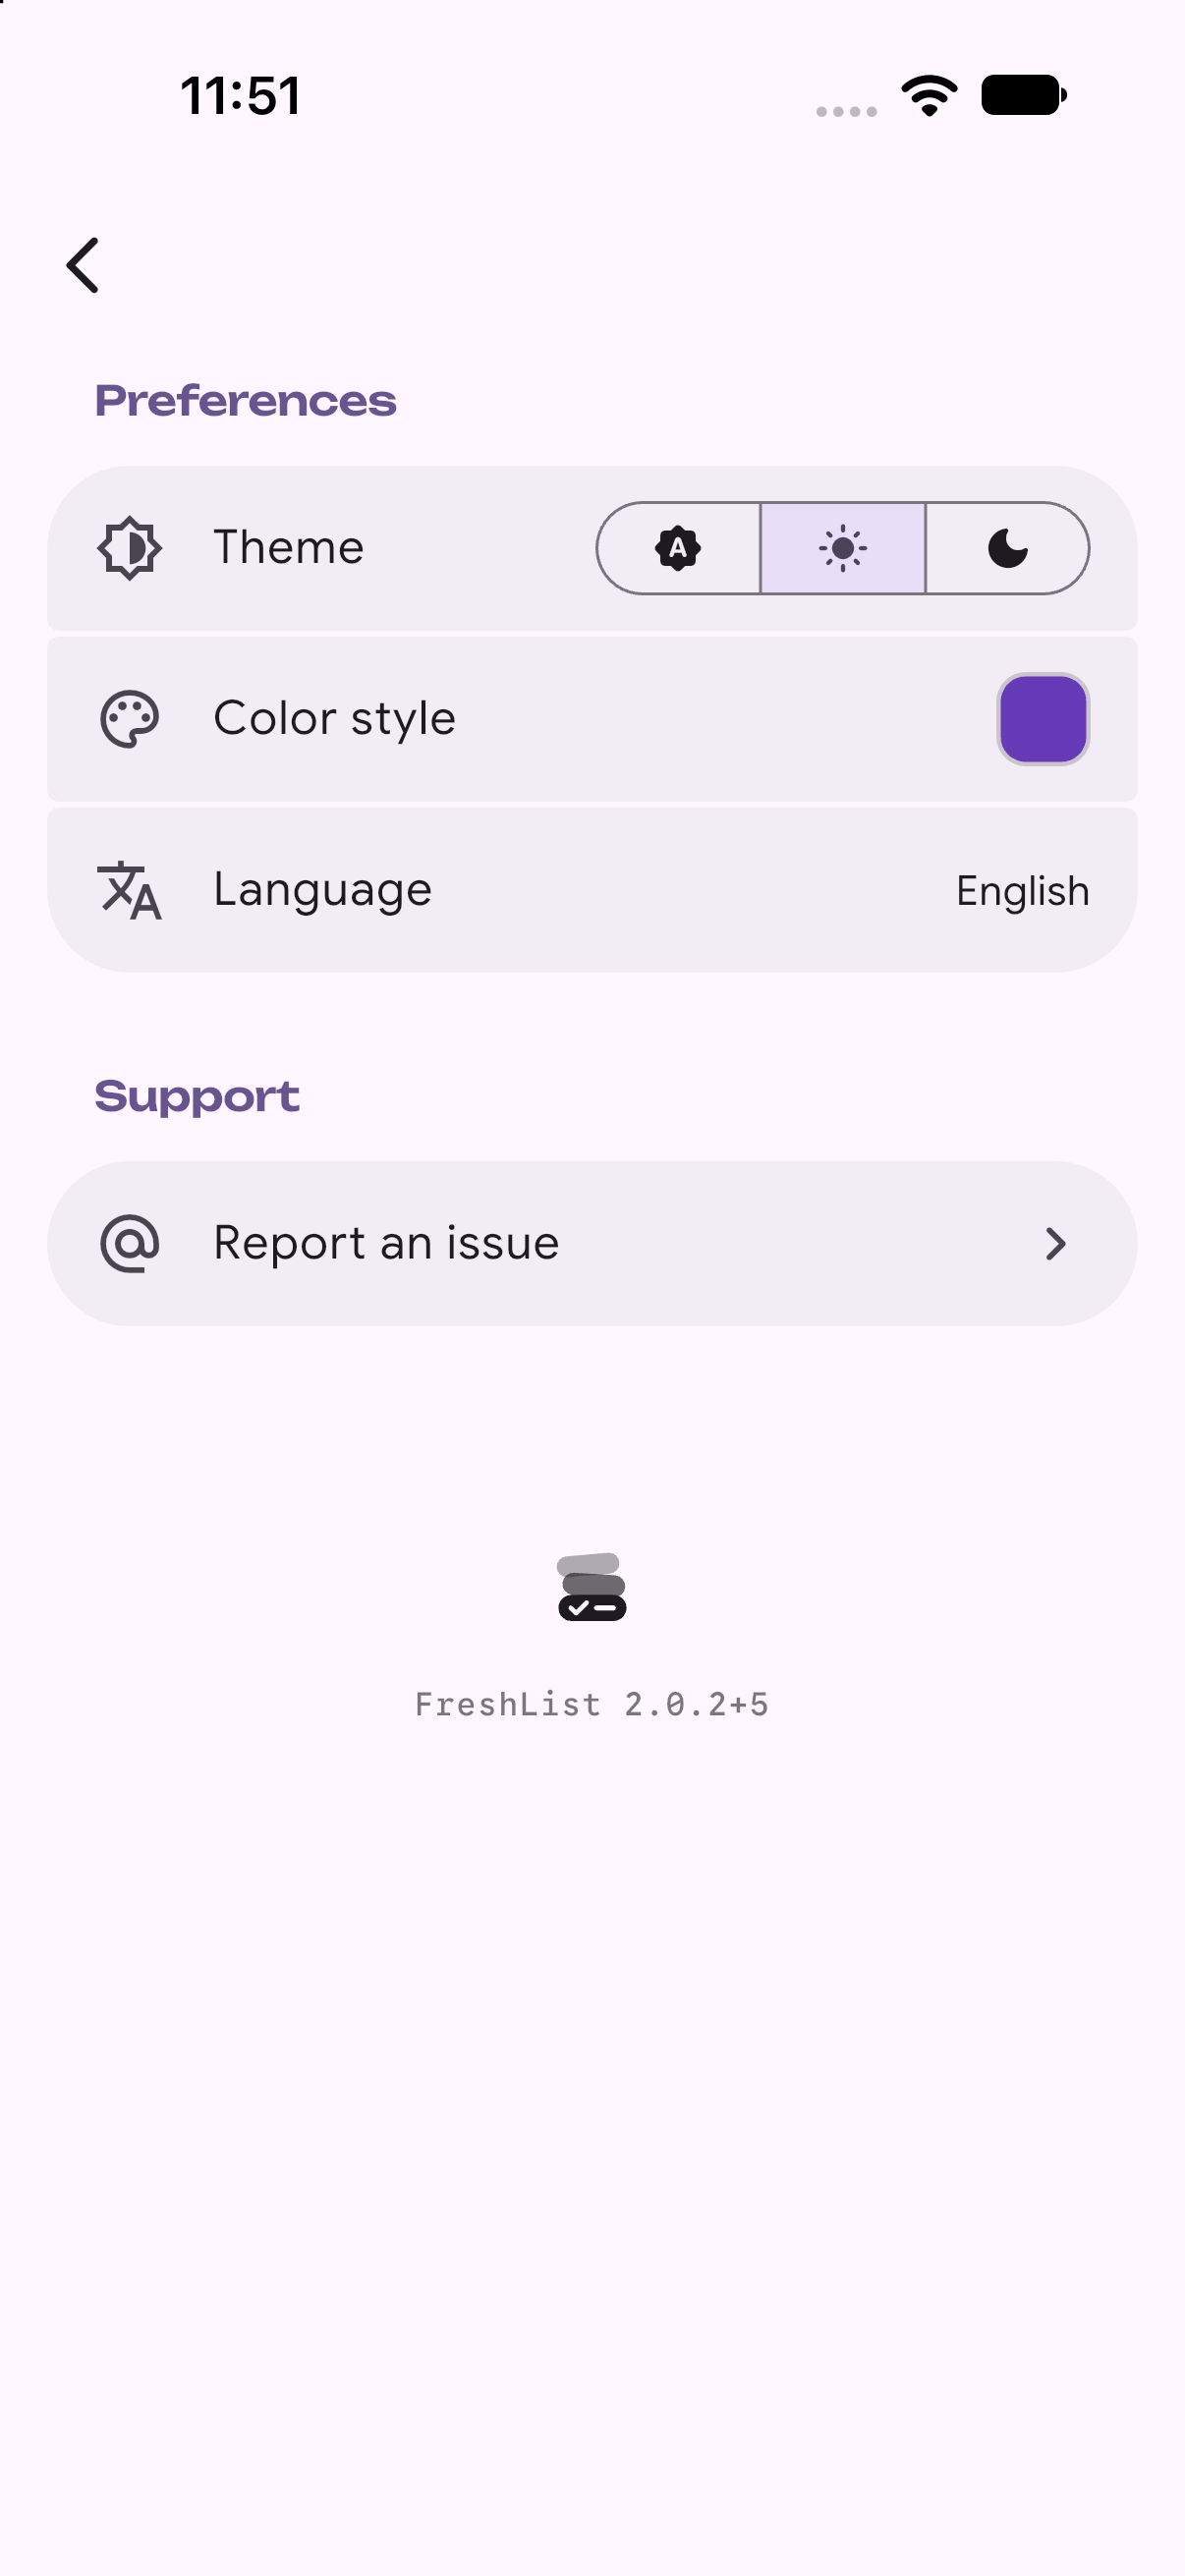 11:51
Preferences
Theme
Color style
Language
English
Support
Report an issue
FreshList 2.0.2+5